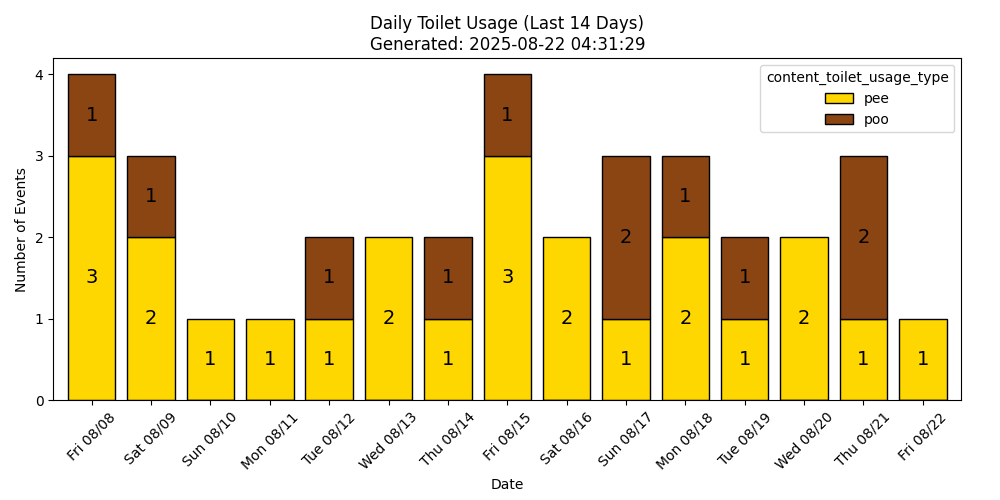 Daily Toilet Usage (Last 14 Days)
Generated: 2025-08-22 04:31:29
content_toilet_usage_type
pee
poo
Number of Events
4
3
2
1
0
1 1
1 2 1 2
3 2 1 1 1 2 1 3 2 1 2 1 2 1 1
1 1 1 1
Fri 08/08 Sat 08/09 Sun 08/10 Mon 08/11 Tue 08/12 Wed 08/13 Thu 08/14 Fri 08/15 Sat 08/16 Sun 08/17 Mon 08/18 Tue 08/19 Wed 08/20 Thu 08/21 Fri 08/22
Date